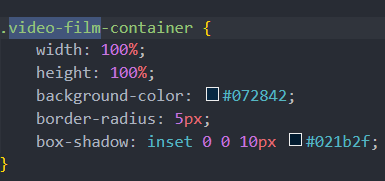 .video-film-container {
    width: 100%;
    height: 100%;
    background-color: #072842;
    border-radius: 5px;
    box-shadow: inset 0 0 10px #021b2f;
}